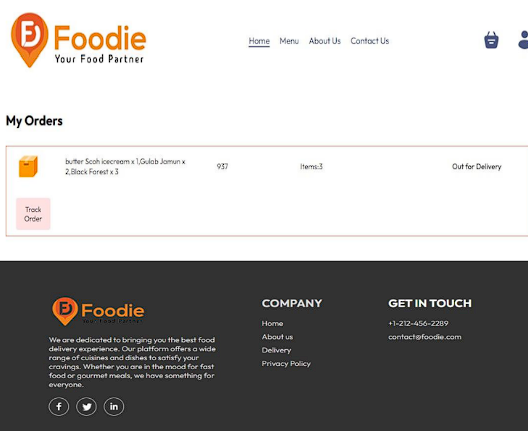 Foodie
Your Food Partner
Home Menu About Us Contact Us
My Orders
butter Scoh icecream x 1,Gulab Jamun x
2,Black Forest x 3
937
Items:3
Out for Delivery
Track
Order
Foodie
Your Food Partner
We are dedicated to bringing you the best food
delivery experience. Our platform offers a wide
range of cuisines and dishes to satisfy your
cravings. Whether you are in the mood for fast
food or gourmet meals, we have something for
everyone.
COMPANY
Home
About us
Delivery
Privacy Policy
GET IN TOUCH
+1-212-456-2289
contact@foodie.com